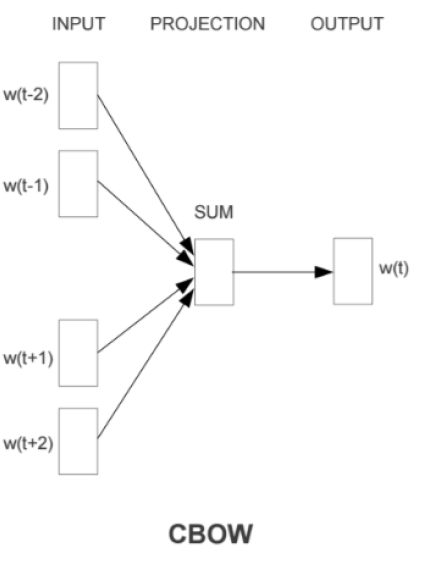 INPUT PROJECTION OUTPUT
w(t-2)
w(t-1)
SUM
w(t)
w(t+1)
w(t+2)
CBOW